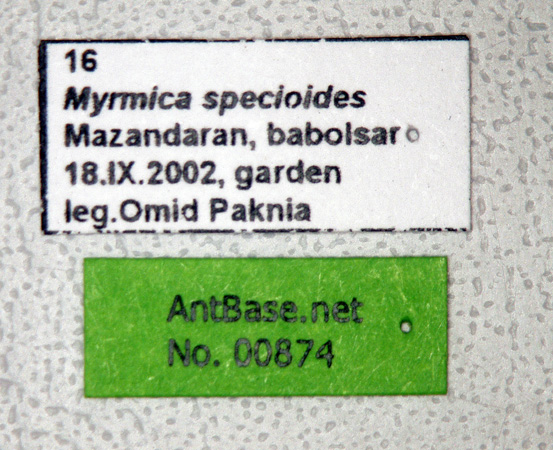 16
Myrmica specioides
Mazandaran, babolsar
18.IX.2002, garden
leg.Omid Paknia
AntBase.net
No. 00874